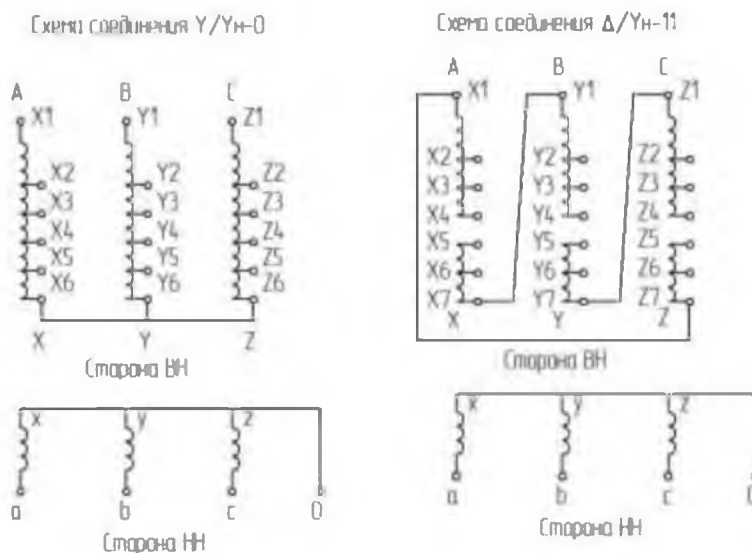 Схема соединения Y/Yн-0
A B C
X1 Y1 Z1
X2 Y2 Z2
X3 Y3 Z3
X4 Y4 Z4
X5 Y5 Z5
X6 Y6 Z6
X Y Z
Сторона ВН
x y z
a b c 0
Сторона НН
Схема соединения Δ/Yн-11
A B C
X1 Y1 Z1
X2 Y2 Z2
X3 Y3 Z3
X4 Y4 Z4
X5 Y5 Z5
X6 Y6 Z6
X7 Y7 Z7
X Y Z
Сторона ВН
x y z
a b c 0
Сторона НН